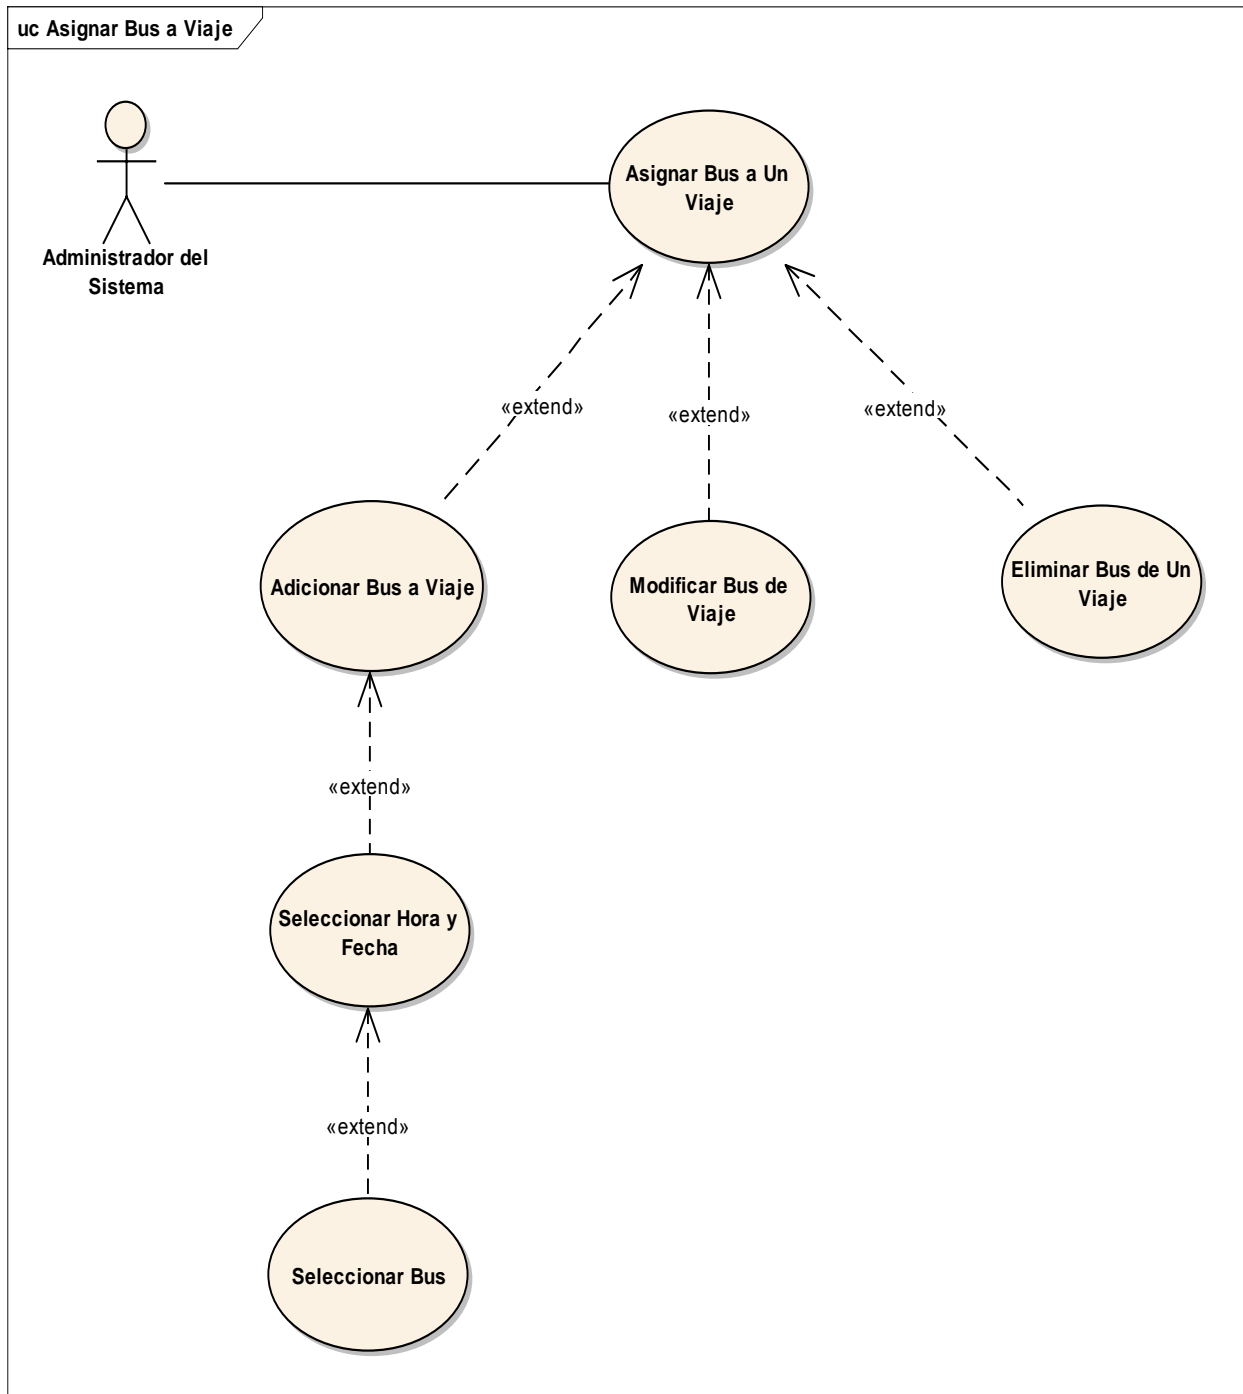 uc Asignar Bus a Viaje
Asignar Bus a Un
Viaje
Administrador del
Sistema
«extend»
«extend»
«extend»
Adicionar Bus a Viaje
Modificar Bus de
Viaje
Eliminar Bus de Un
Viaje
«extend»
Seleccionar Hora y
Fecha
«extend»
Seleccionar Bus